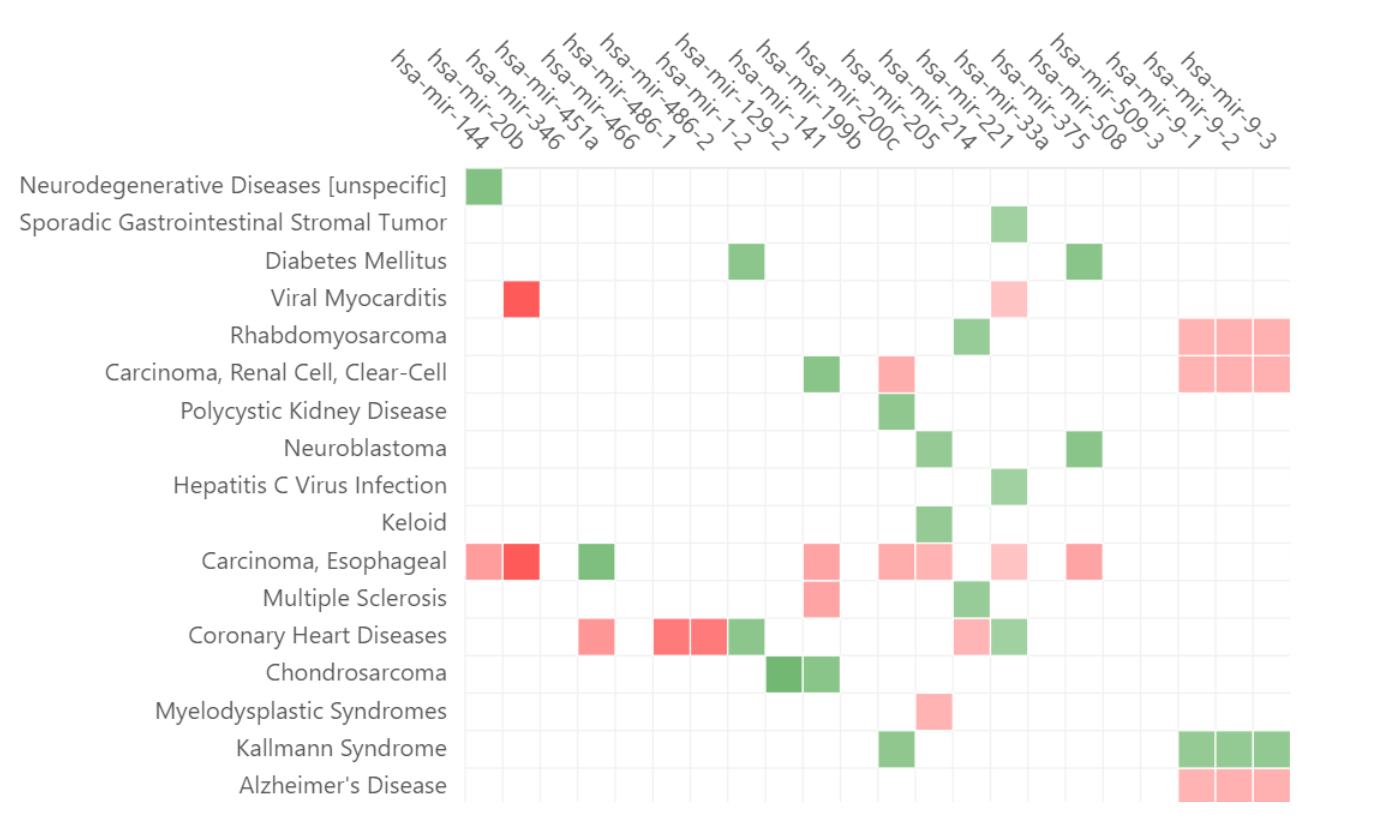 hsa-mir-144
hsa-mir-20b
hsa-mir-346
hsa-mir-451a
hsa-mir-466
hsa-mir-486-1
hsa-mir-486-2
hsa-mir-1-2
hsa-mir-129-2
hsa-mir-141
hsa-mir-199b
hsa-mir-200c
hsa-mir-205
hsa-mir-214
hsa-mir-221
hsa-mir-33a
hsa-mir-375
hsa-mir-508
hsa-mir-509-3
hsa-mir-9-1
hsa-mir-9-2
hsa-mir-9-3
Neurodegenerative Diseases [unspecific]
Sporadic Gastrointestinal Stromal Tumor
Diabetes Mellitus
Viral Myocarditis
Rhabdomyosarcoma
Carcinoma, Renal Cell, Clear-Cell
Polycystic Kidney Disease
Neuroblastoma
Hepatitis C Virus Infection
Keloid
Carcinoma, Esophageal
Multiple Sclerosis
Coronary Heart Diseases
Chondrosarcoma
Myelodysplastic Syndromes
Kallmann Syndrome
Alzheimer's Disease